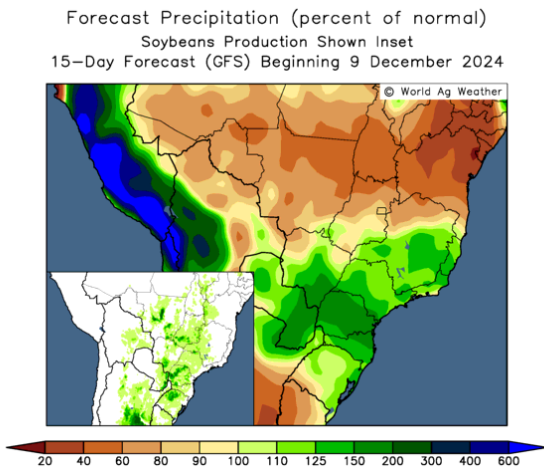 Forecast Precipitation (percent of normal)
Soybeans Production Shown Inset
15-Day Forecast (GFS) Beginning 9 December 2024
© World Ag Weather
20 40 60 80 90 100 110 125 150 200 300 400 600